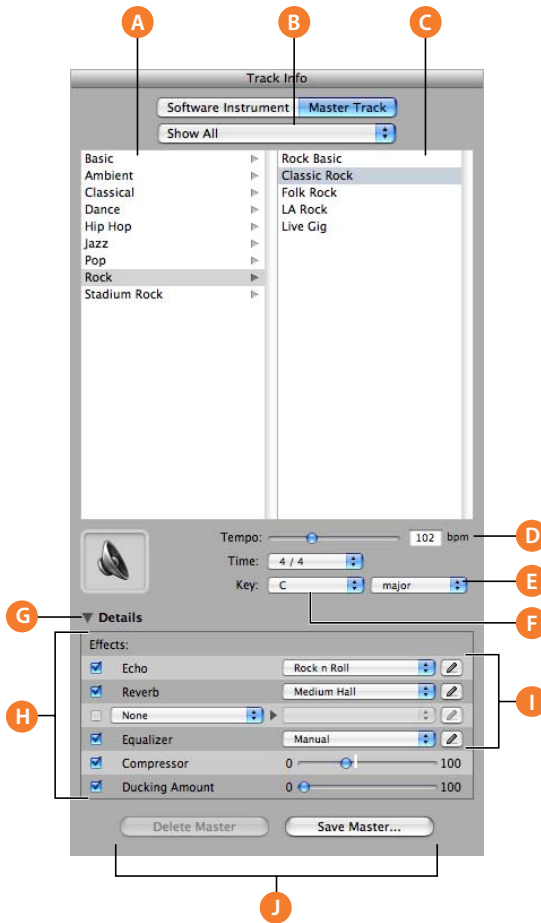 A B C
Track Info
Software Instrument Master Track
Show All
Basic
Ambient
Classical
Dance
Hip Hop
Jazz
Pop
Rock
Stadium Rock
Rock Basic
Classic Rock
Folk Rock
LA Rock
Live Gig
Tempo: 102 bpm D
Time: 4 / 4
Key: C major E
F
G Details
Effects:
Echo Rock n Roll
Reverb Medium Hall
H I
None
Equalizer Manual
Compressor 0 100
Ducking Amount 0 100
Delete Master Save Master...
J